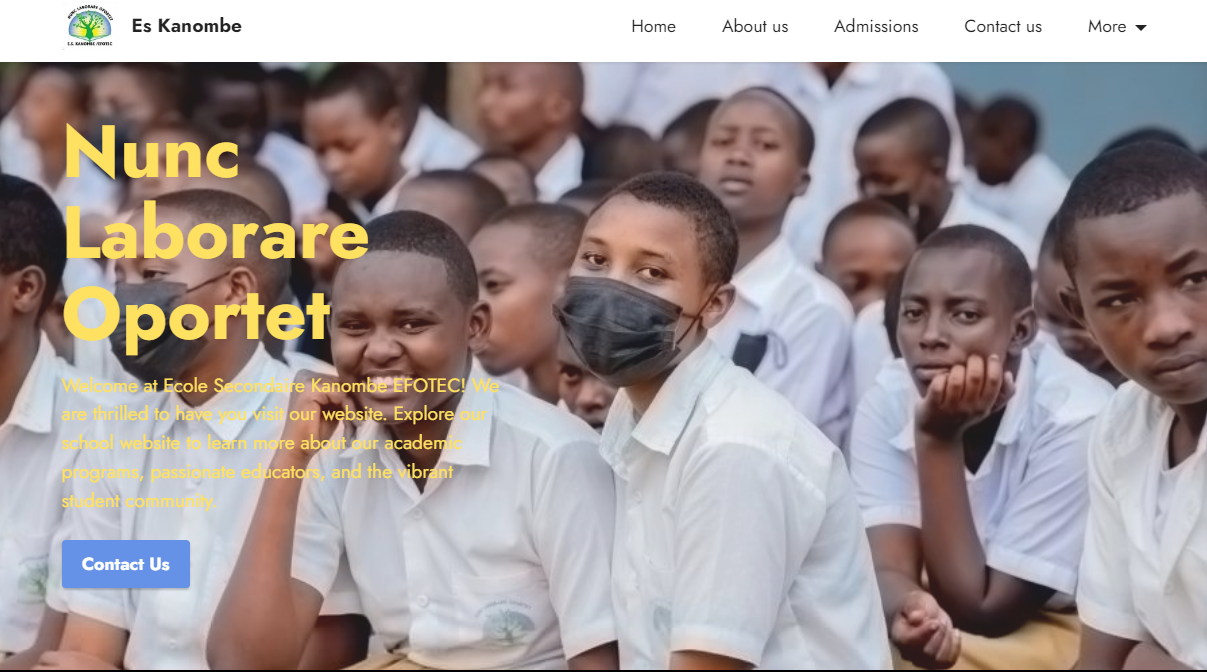 NUNC LABORARE OPORTET
E.S. KANOMBE /EFOTEC
Es Kanombe
Home
About us
Admissions
Contact us
More
Nunc
Laborare
Oportet
Welcome at Ecole Secondaire Kanombe EFOTEC! We
are thrilled to have you visit our website. Explore our
school website to learn more about our academic
programs, passionate educators, and the vibrant
student community.
Contact Us